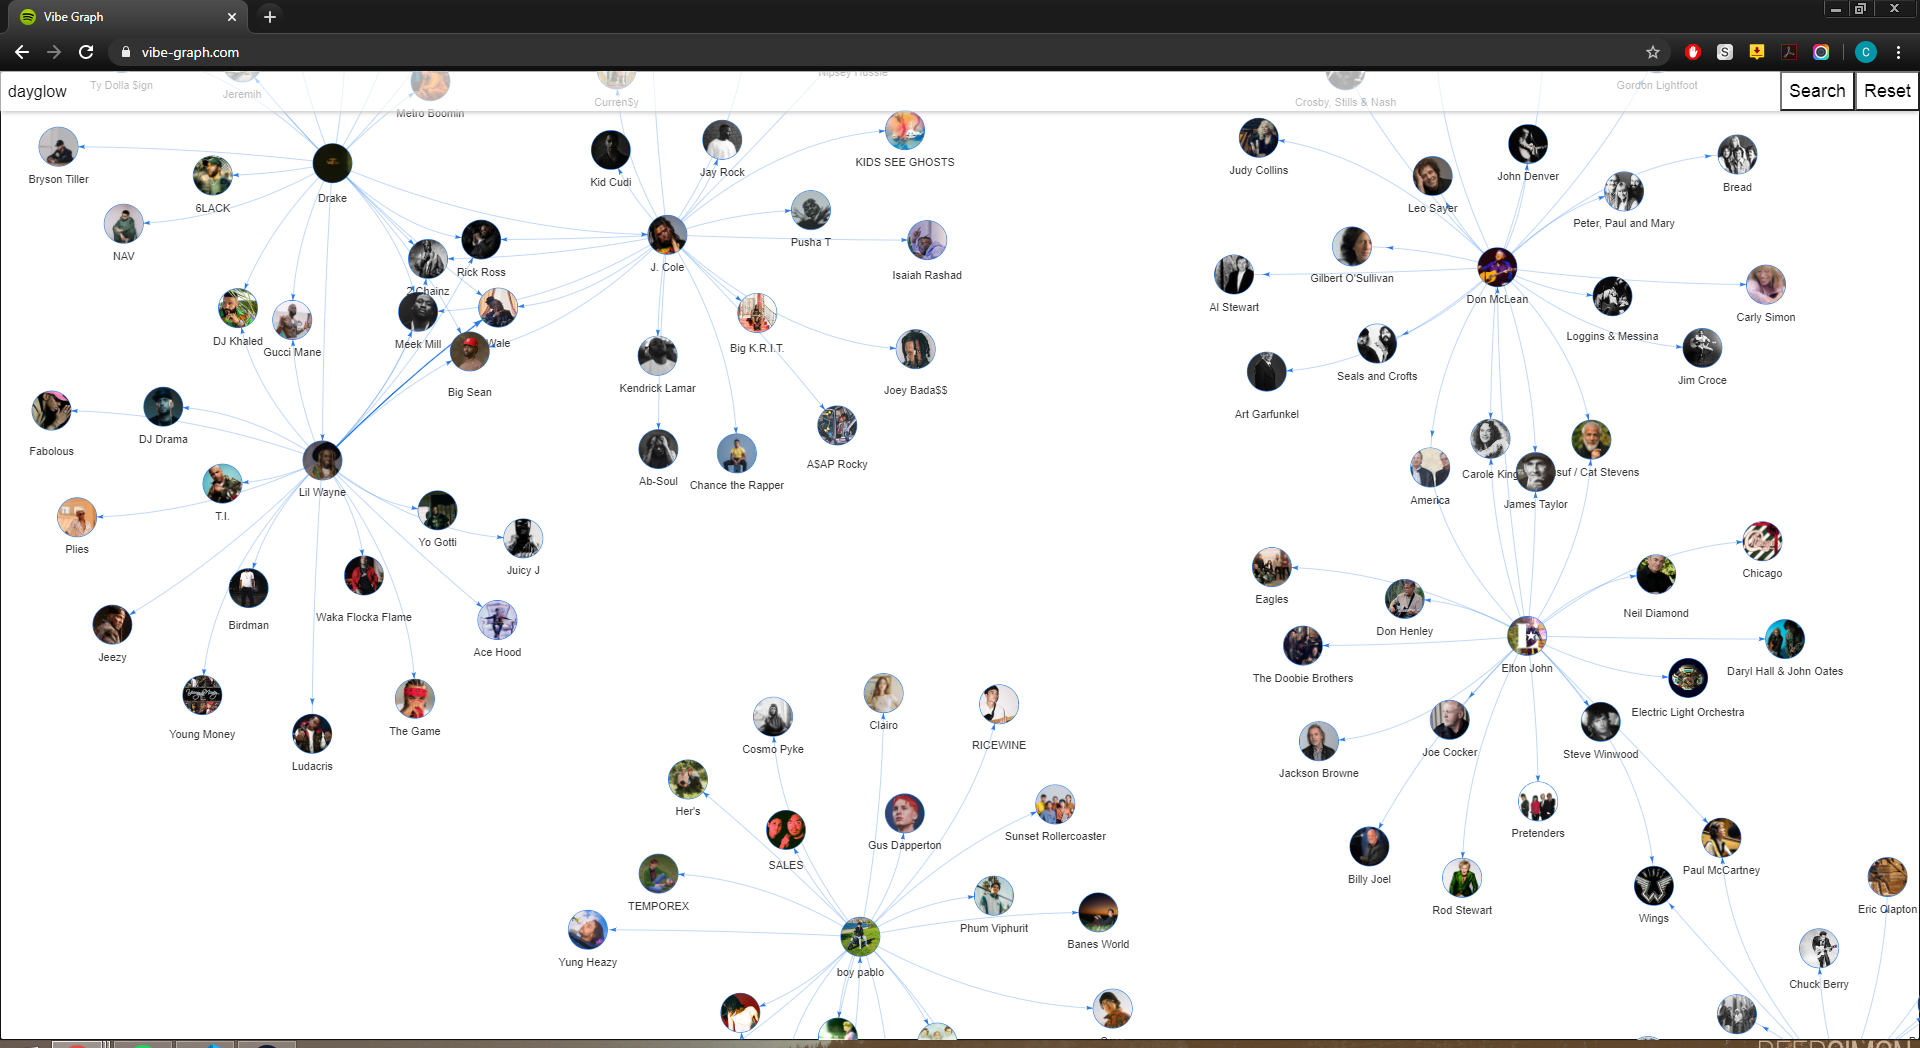 Vibe Graph
vibe-graph.com
dayglow
Search
Reset
Ty Dolla $ign
Jeremih
Metro Boomin
Curren$y
Nipsey Hussle
Crosby, Stills & Nash
Gordon Lightfoot
Bryson Tiller
6LACK
Drake
NAV
Kid Cudi
Jay Rock
KIDS SEE GHOSTS
Pusha T
Isaiah Rashad
J. Cole
Rick Ross
2 Chainz
DJ Khaled
Gucci Mane
Meek Mill
Wale
Big Sean
Kendrick Lamar
Big K.R.I.T.
Joey Bada$$
A$AP Rocky
Ab-Soul
Chance the Rapper
Fabolous
DJ Drama
Lil Wayne
T.I.
Plies
Yo Gotti
Juicy J
Birdman
Waka Flocka Flame
Ace Hood
Jeezy
Young Money
Ludacris
The Game
Judy Collins
Leo Sayer
John Denver
Peter, Paul and Mary
Bread
Gilbert O'Sullivan
Al Stewart
Don McLean
Carly Simon
Loggins & Messina
Jim Croce
Seals and Crofts
Art Garfunkel
America
Carole King
James Taylor
suf / Cat Stevens
Chicago
Neil Diamond
Eagles
Don Henley
The Doobie Brothers
Elton John
Daryl Hall & John Oates
Electric Light Orchestra
Joe Cocker
Steve Winwood
Jackson Browne
Pretenders
Billy Joel
Rod Stewart
Paul McCartney
Wings
Eric Clapton
Chuck Berry
Clairo
Cosmo Pyke
RICEWINE
Her's
SALES
Gus Dapperton
Sunset Rollercoaster
TEMPOREX
Phum Viphurit
Banes World
Yung Heazy
boy pablo